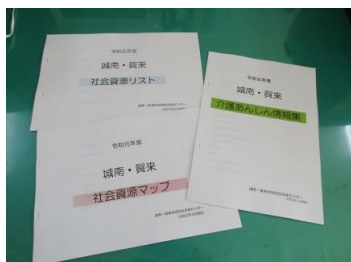 令和元年度
城南・賀来
社会資源リスト
令和元年度
城南・賀来
介護あんしん情報集
令和元年度
城南・賀来
社会資源マップ